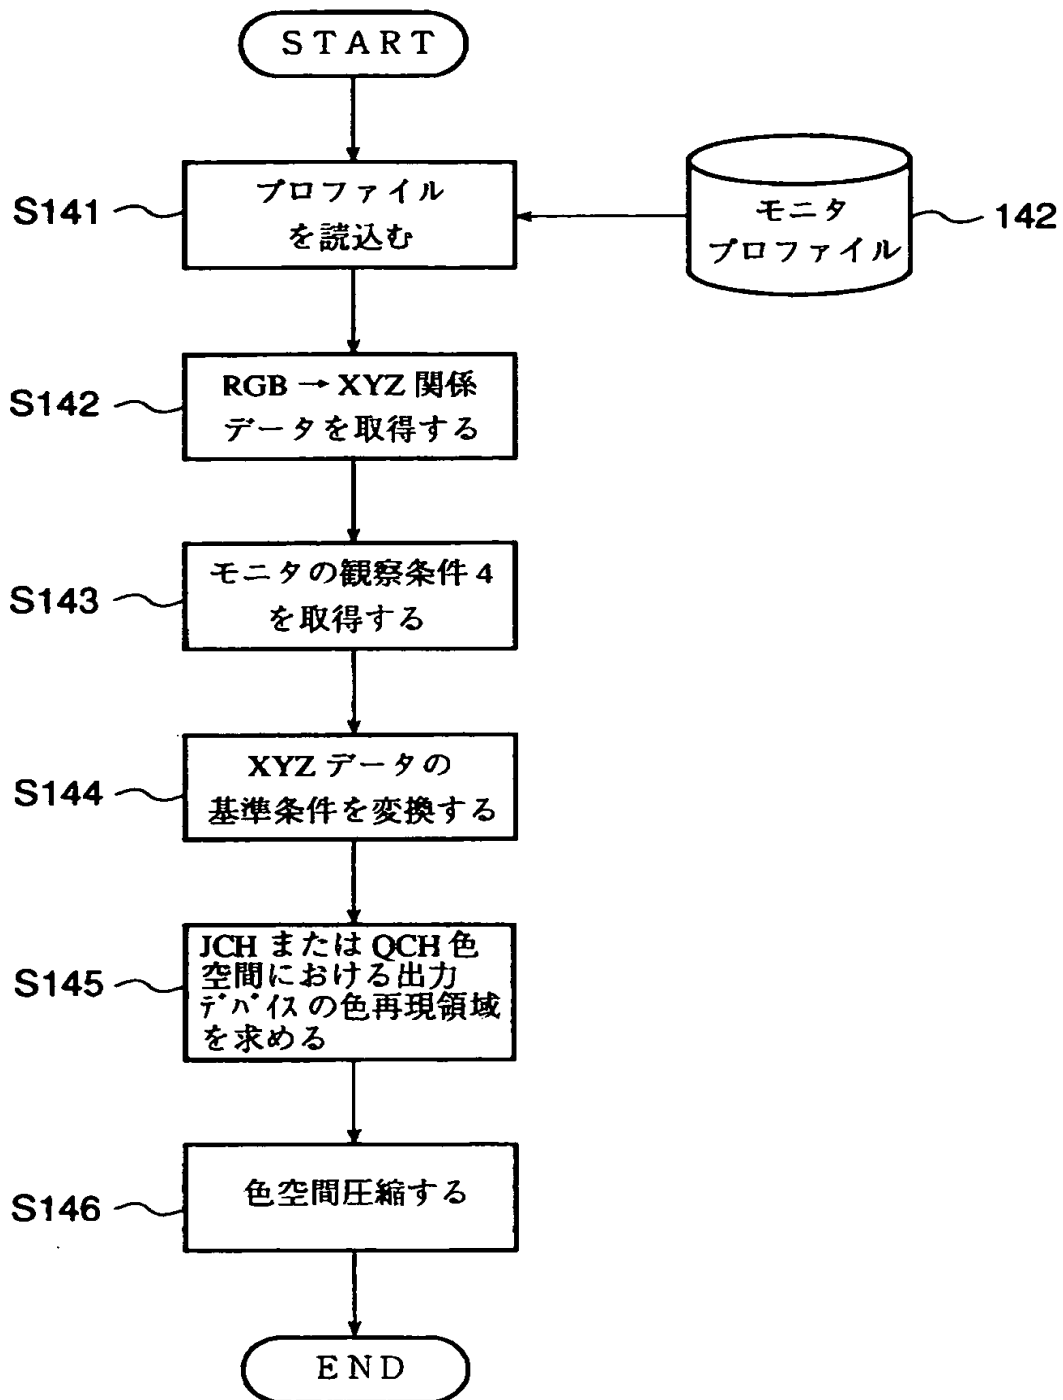 START
S141
プロファイル
を読込む
モニタ
プロファイル
142
S142
RGB → XYZ 関係
データを取得する
S143
モニタの観察条件 4
を取得する
S144
XYZ データの
基準条件を変換する
S145
JCH または QCH 色
空間における出力
ﾃﾞﾊﾞｲｽ の色再現領域
を求める
S146
色空間圧縮する
END